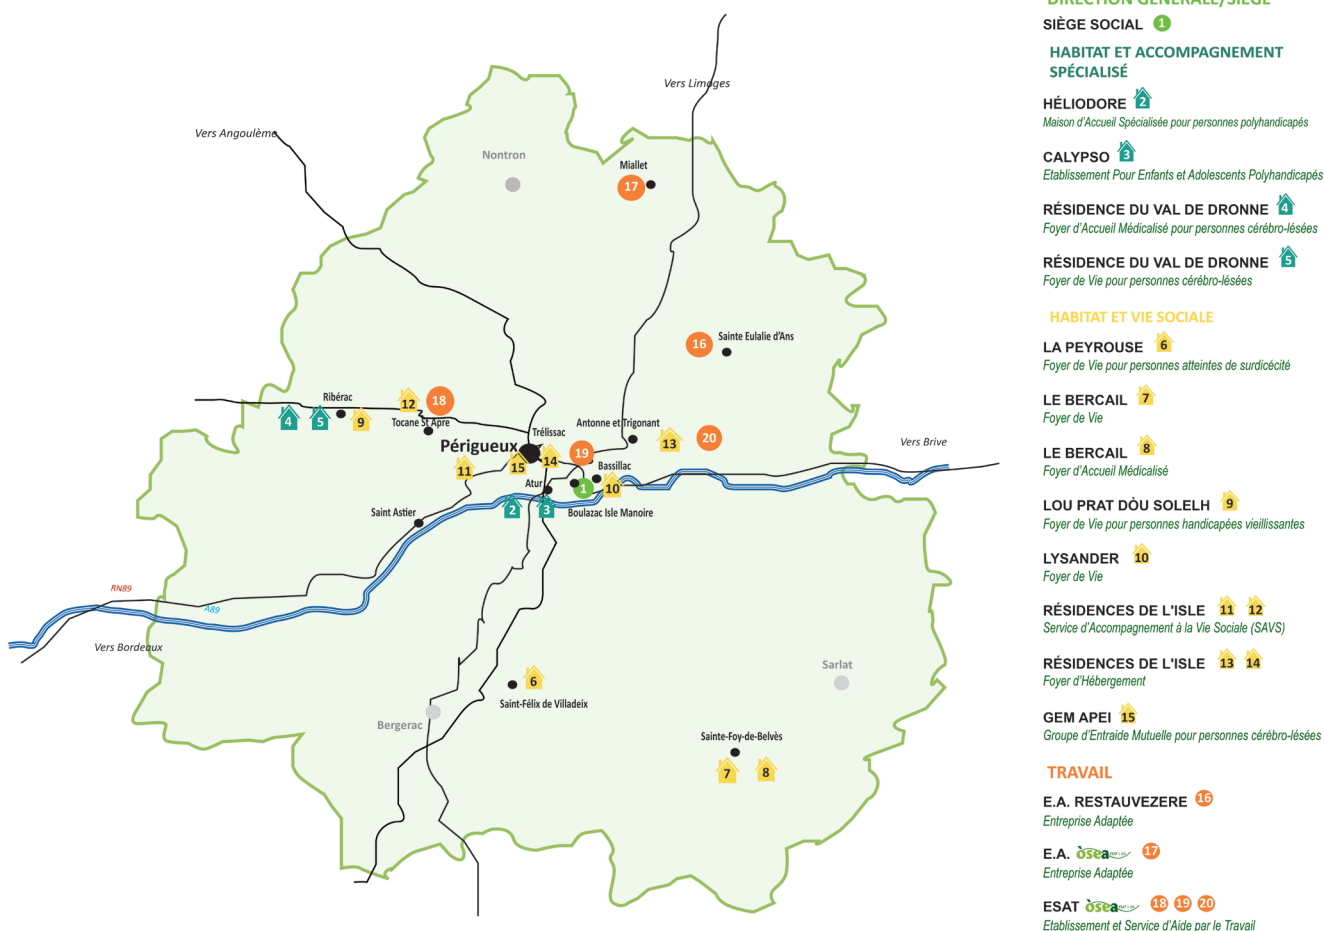 DIRECTION GÉNÉRALE/SIÈGE
SIÈGE SOCIAL 1
HABITAT ET ACCOMPAGNEMENT
SPÉCIALISÉ
HÉLIODORE 2
Maison d'Accueil Spécialisée pour personnes polyhandicapés
CALYPSO 3
Etablissement Pour Enfants et Adolescents Polyhandicapés
RÉSIDENCE DU VAL DE DRONNE 4
Foyer d'Accueil Médicalisé pour personnes cérébro-lésées
RÉSIDENCE DU VAL DE DRONNE 5
Foyer de Vie pour personnes cérébro-lésées
HABITAT ET VIE SOCIALE
LA PEYROUSE 6
Foyer de Vie pour personnes atteintes de surdicécité
LE BERCAIL 7
Foyer de Vie
LE BERCAIL 8
Foyer d'Accueil Médicalisé
LOU PRAT DÒU SOLELH 9
Foyer de Vie pour personnes handicapées vieillissantes
LYSANDER 10
Foyer de Vie
RÉSIDENCES DE L'ISLE 11 12
Service d'Accompagnement à la Vie Sociale (SAVS)
RÉSIDENCES DE L'ISLE 13 14
Foyer d'Hébergement
GEM APEI 15
Groupe d'Entraide Mutuelle pour personnes cérébro-lésées
TRAVAIL
E.A. RESTAUVEZERE 16
Entreprise Adaptée
E.A. òsea 17
Entreprise Adaptée
ESAT òsea 18 19 20
Etablissement et Service d'Aide par le Travail
Vers Limoges
Vers Angoulème
Nontron
Miallet
17
16
Sainte Eulalie d'Ans
Ribérac
12
18
4
5
9
Tocane St Apre
Trélissac
Antonne et Trigonant
13
20
Périgueux
14
19
15
11
Vers Brive
Bassillac
Atur
1
10
2
3
Boulazac Isle Manoire
Saint Astier
RN89
A89
Vers Bordeaux
6
Saint-Félix de Villadeix
Sarlat
Bergerac
Sainte-Foy-de-Belvès
7
8